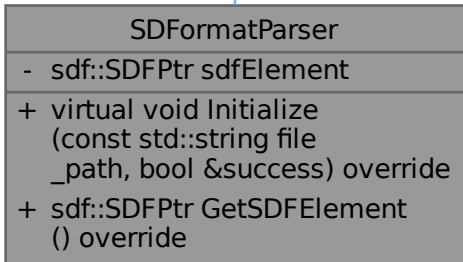 SDFormatParser
- sdf::SDFPtr sdfElement
+ virtual void Initialize
(const std::string file
_path, bool &success) override
+ sdf::SDFPtr GetSDFElement
() override